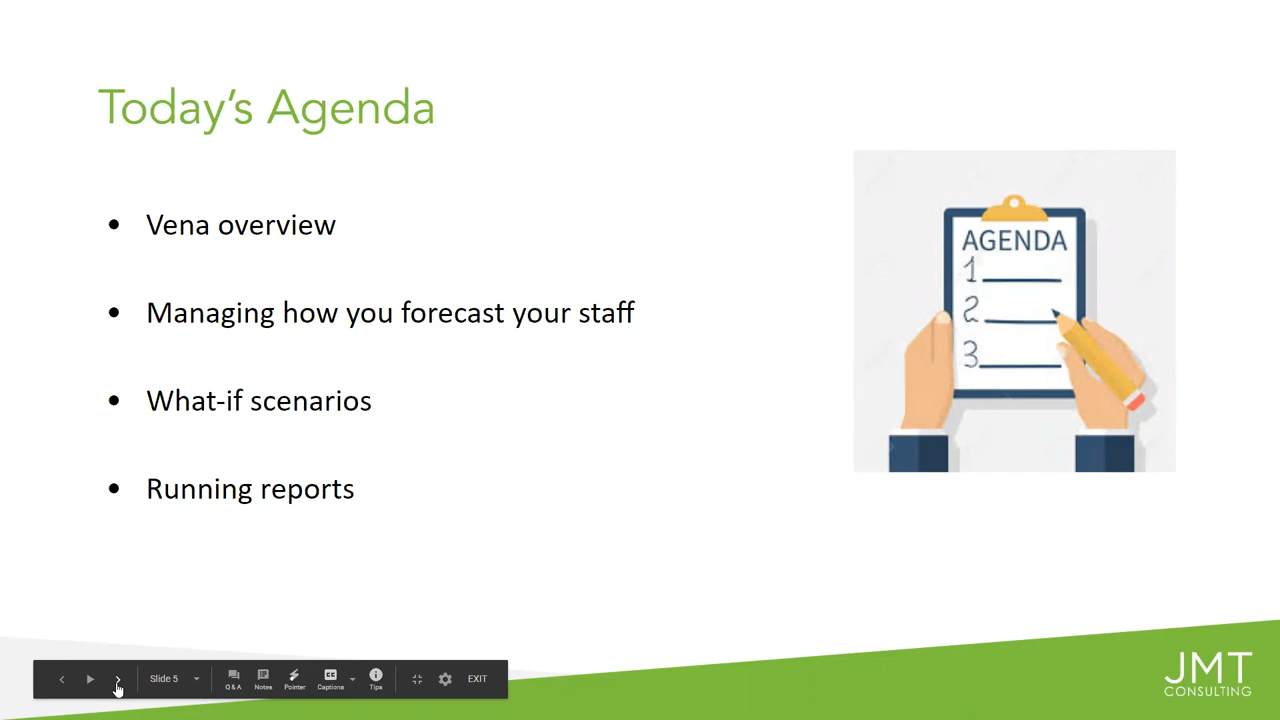 Today's Agenda
• Vena overview
• Managing how you forecast your staff
• What-if scenarios
• Running reports
AGENDA
1
2
3
Slide 5
Q & A
Notes
Pointer
Captions
Tips
EXIT
JMT
CONSULTING